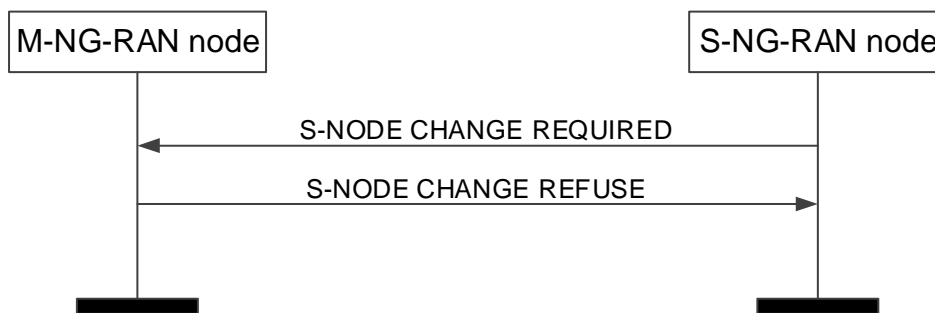 M-NG-RAN node
S-NG-RAN node
S-NODE CHANGE REQUIRED
S-NODE CHANGE REFUSE